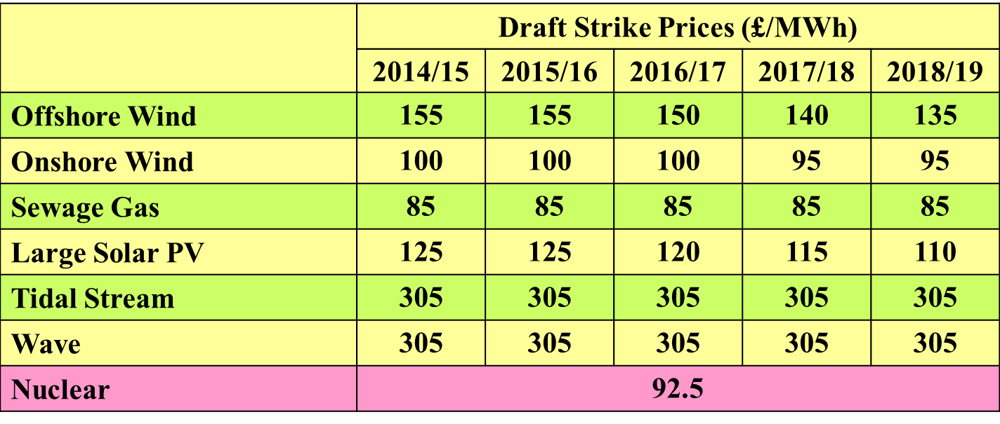 Draft Strike Prices (£/MWh)
2014/15 2015/16 2016/17 2017/18 2018/19
Offshore Wind 155 155 150 140 135
Onshore Wind 100 100 100 95 95
Sewage Gas 85 85 85 85 85
Large Solar PV 125 125 120 115 110
Tidal Stream 305 305 305 305 305
Wave 305 305 305 305 305
Nuclear 92.5